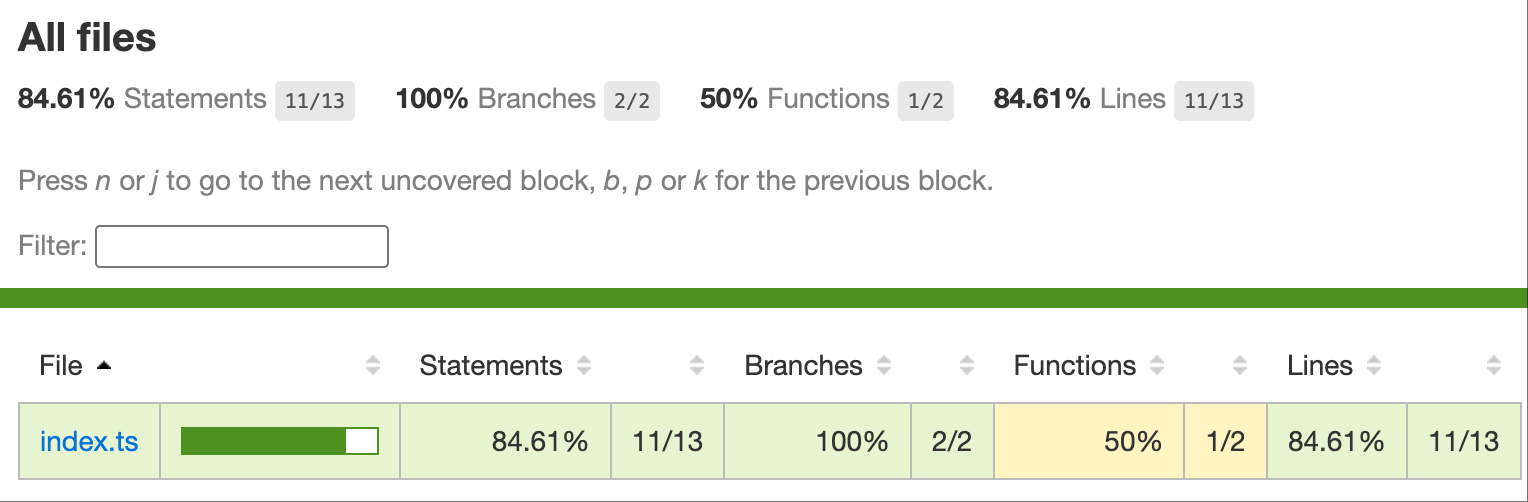 All files
84.61% Statements 11/13 100% Branches 2/2 50% Functions 1/2 84.61% Lines 11/13
Press n or j to go to the next uncovered block, b, p or k for the previous block.
Filter:
File Statements Branches Functions Lines
index.ts 84.61% 11/13 100% 2/2 50% 1/2 84.61% 11/13